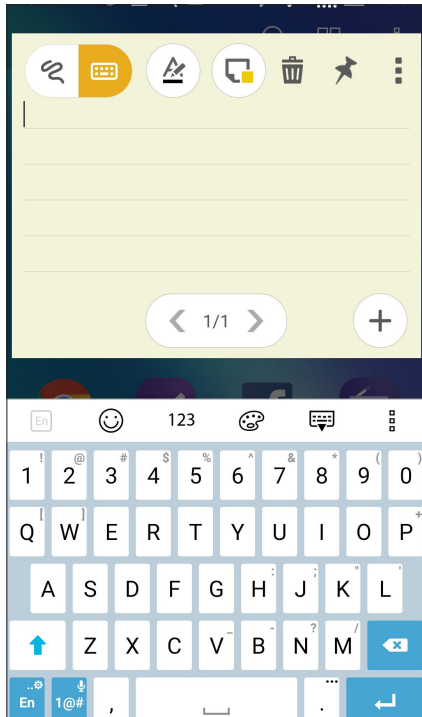 1/1
En 123
! @ # $ % ^ & * ( )
1 2 3 4 5 6 7 8 9 0
[ ] +
Q W E R T Y U I O P
: ; " '
A S D F G H J K L
_ - ? /
Z X C V B N M
En 1@# , .